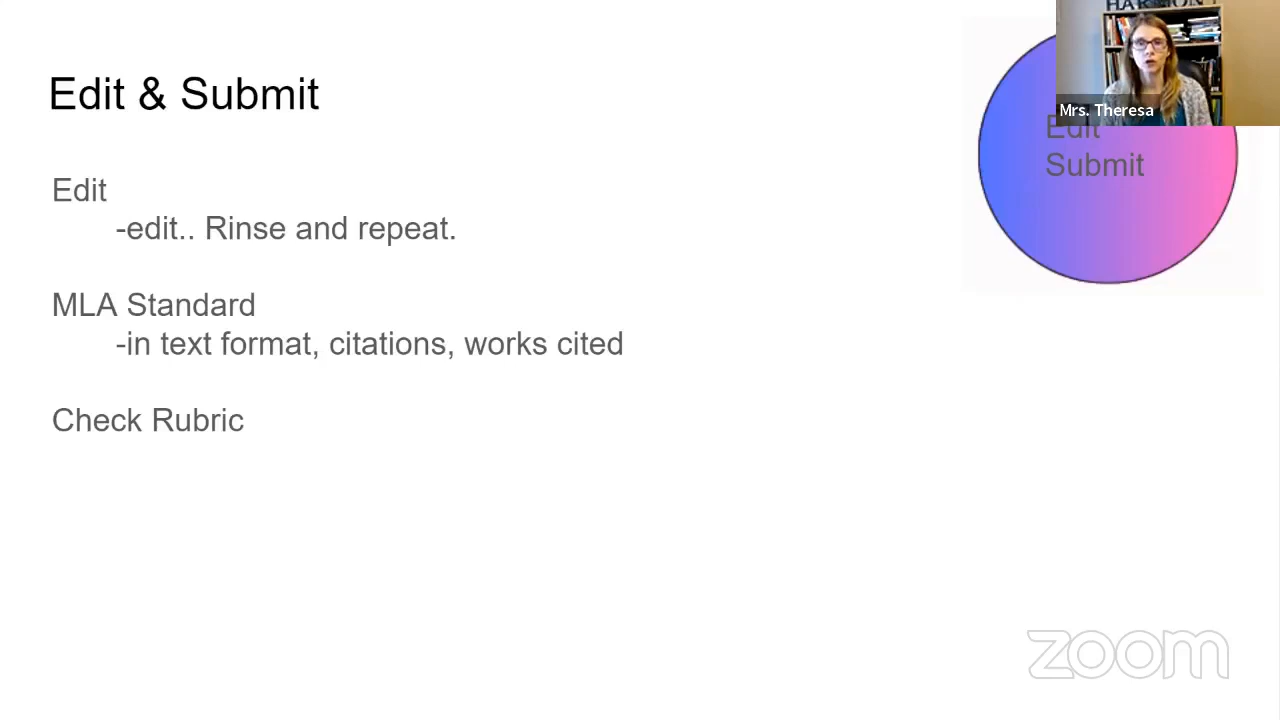 Edit & Submit
Edit
-edit.. Rinse and repeat.
MLA Standard
-in text format, citations, works cited
Check Rubric
HARMONY
Mrs. Theresa
Edit
Submit
zoom